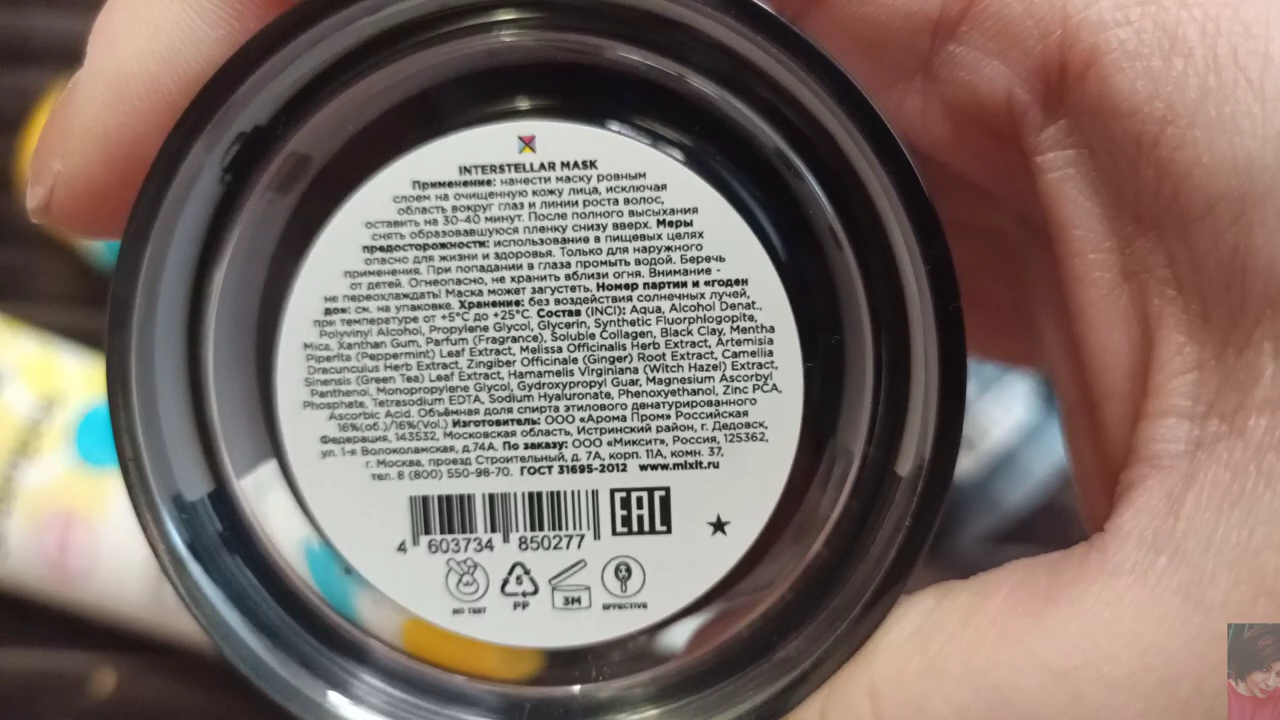 INTERSTELLAR MASK
Применение: нанести маску ровным
слоем на очищенную кожу лица, исключая
область вокруг глаз и линии роста волос,
оставить на 30-40 минут. После полного высыхания
снять образовавшуюся пленку снизу вверх. Меры
предосторожности: использование в пищевых целях
опасно для жизни и здоровья. Только для наружного
применения. При попадании в глаза промыть водой. Беречь
от детей. Огнеопасно, не хранить вблизи огня. Внимание -
не переохлаждать! Маска может загустеть. Номер партии и «годен
до»: см. на упаковке. Хранение: без воздействия солнечных лучей,
при температуре от +5°С до +25°С. Состав (INCI): Aqua, Alcohol Denat.,
Polyvinyl Alcohol, Propylene Glycol, Glycerin, Synthetic Fluorphlogopite,
Mica, Xanthan Gum, Parfum (Fragrance), Soluble Collagen, Black Clay, Mentha
Piperita (Peppermint) Leaf Extract, Melissa Officinalis Herb Extract, Artemisia
Dracunculus Herb Extract, Zingiber Officinale (Ginger) Root Extract, Camellia
Sinensis (Green Tea) Leaf Extract, Hamamelis Virginiana (Witch Hazel) Extract,
Panthenol, Monopropylene Glycol, Gydroxypropyl Guar, Magnesium Ascorbyl
Phosphate, Tetrasodium EDTA, Sodium Hyaluronate, Phenoxyethanol, Zinc PCA,
Ascorbic Acid. Объёмная доля спирта этилового денатурированного
16%(об.)/16%(Vol.) Изготовитель: ООО «Арома Пром» Российская
Федерация, 143532, Московская область, Истринский район, г. Дедовск,
ул. 1-я Волоколамская, д.74А. По заказу: ООО «Миксит», Россия, 125362,
г. Москва, проезд Строительный, д. 7А, корп. 11А, комн. 37,
тел. 8 (800) 550-98-70. ГОСТ 31695-2012 www.mixit.ru
EAC
4 603734 850277
5 3M
NO TEST PP EFFECTIVE